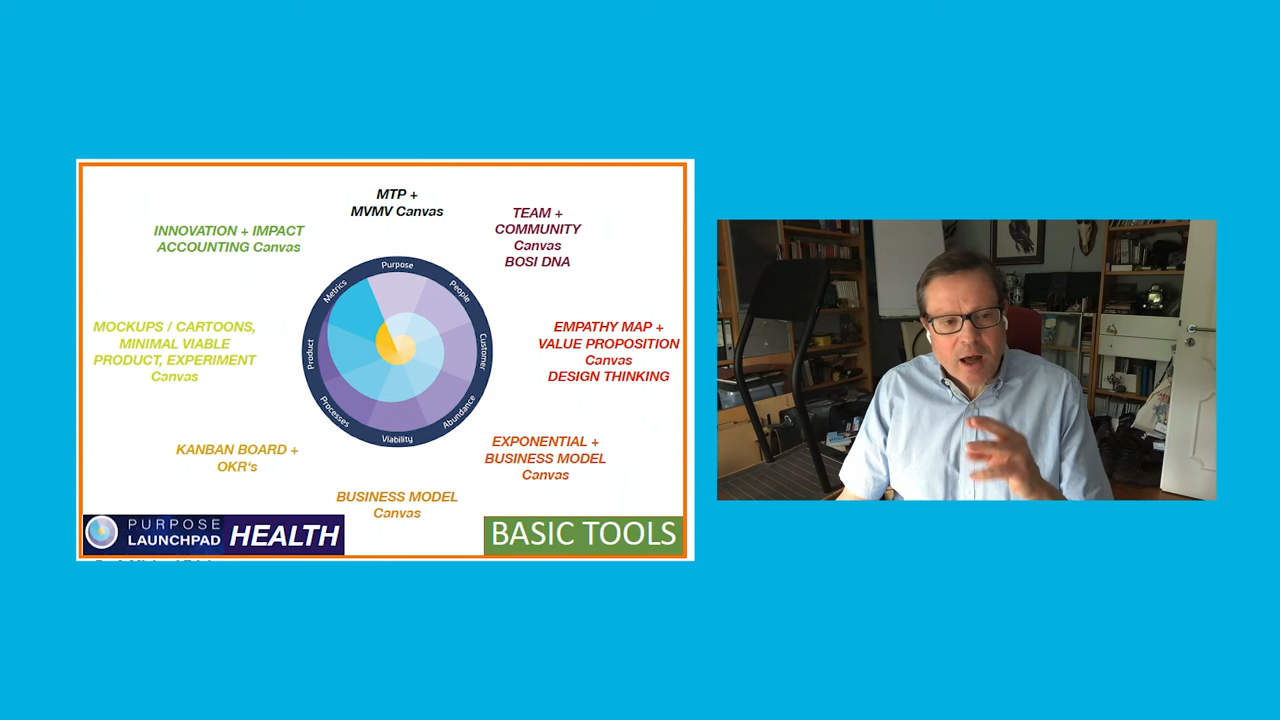 MTP +
MVMV Canvas
TEAM +
COMMUNITY
Canvas
BOSI DNA
INNOVATION + IMPACT
ACCOUNTING Canvas
EMPATHY MAP +
VALUE PROPOSITION
Canvas
DESIGN THINKING
MOCKUPS / CARTOONS,
MINIMAL VIABLE
PRODUCT, EXPERIMENT
Canvas
Purpose
People
Customer
Abundance
Viability
Processes
Product
Metrics
EXPONENTIAL +
BUSINESS MODEL
Canvas
KANBAN BOARD +
OKR's
BUSINESS MODEL
Canvas
PURPOSE
LAUNCHPAD
HEALTH
BASIC TOOLS